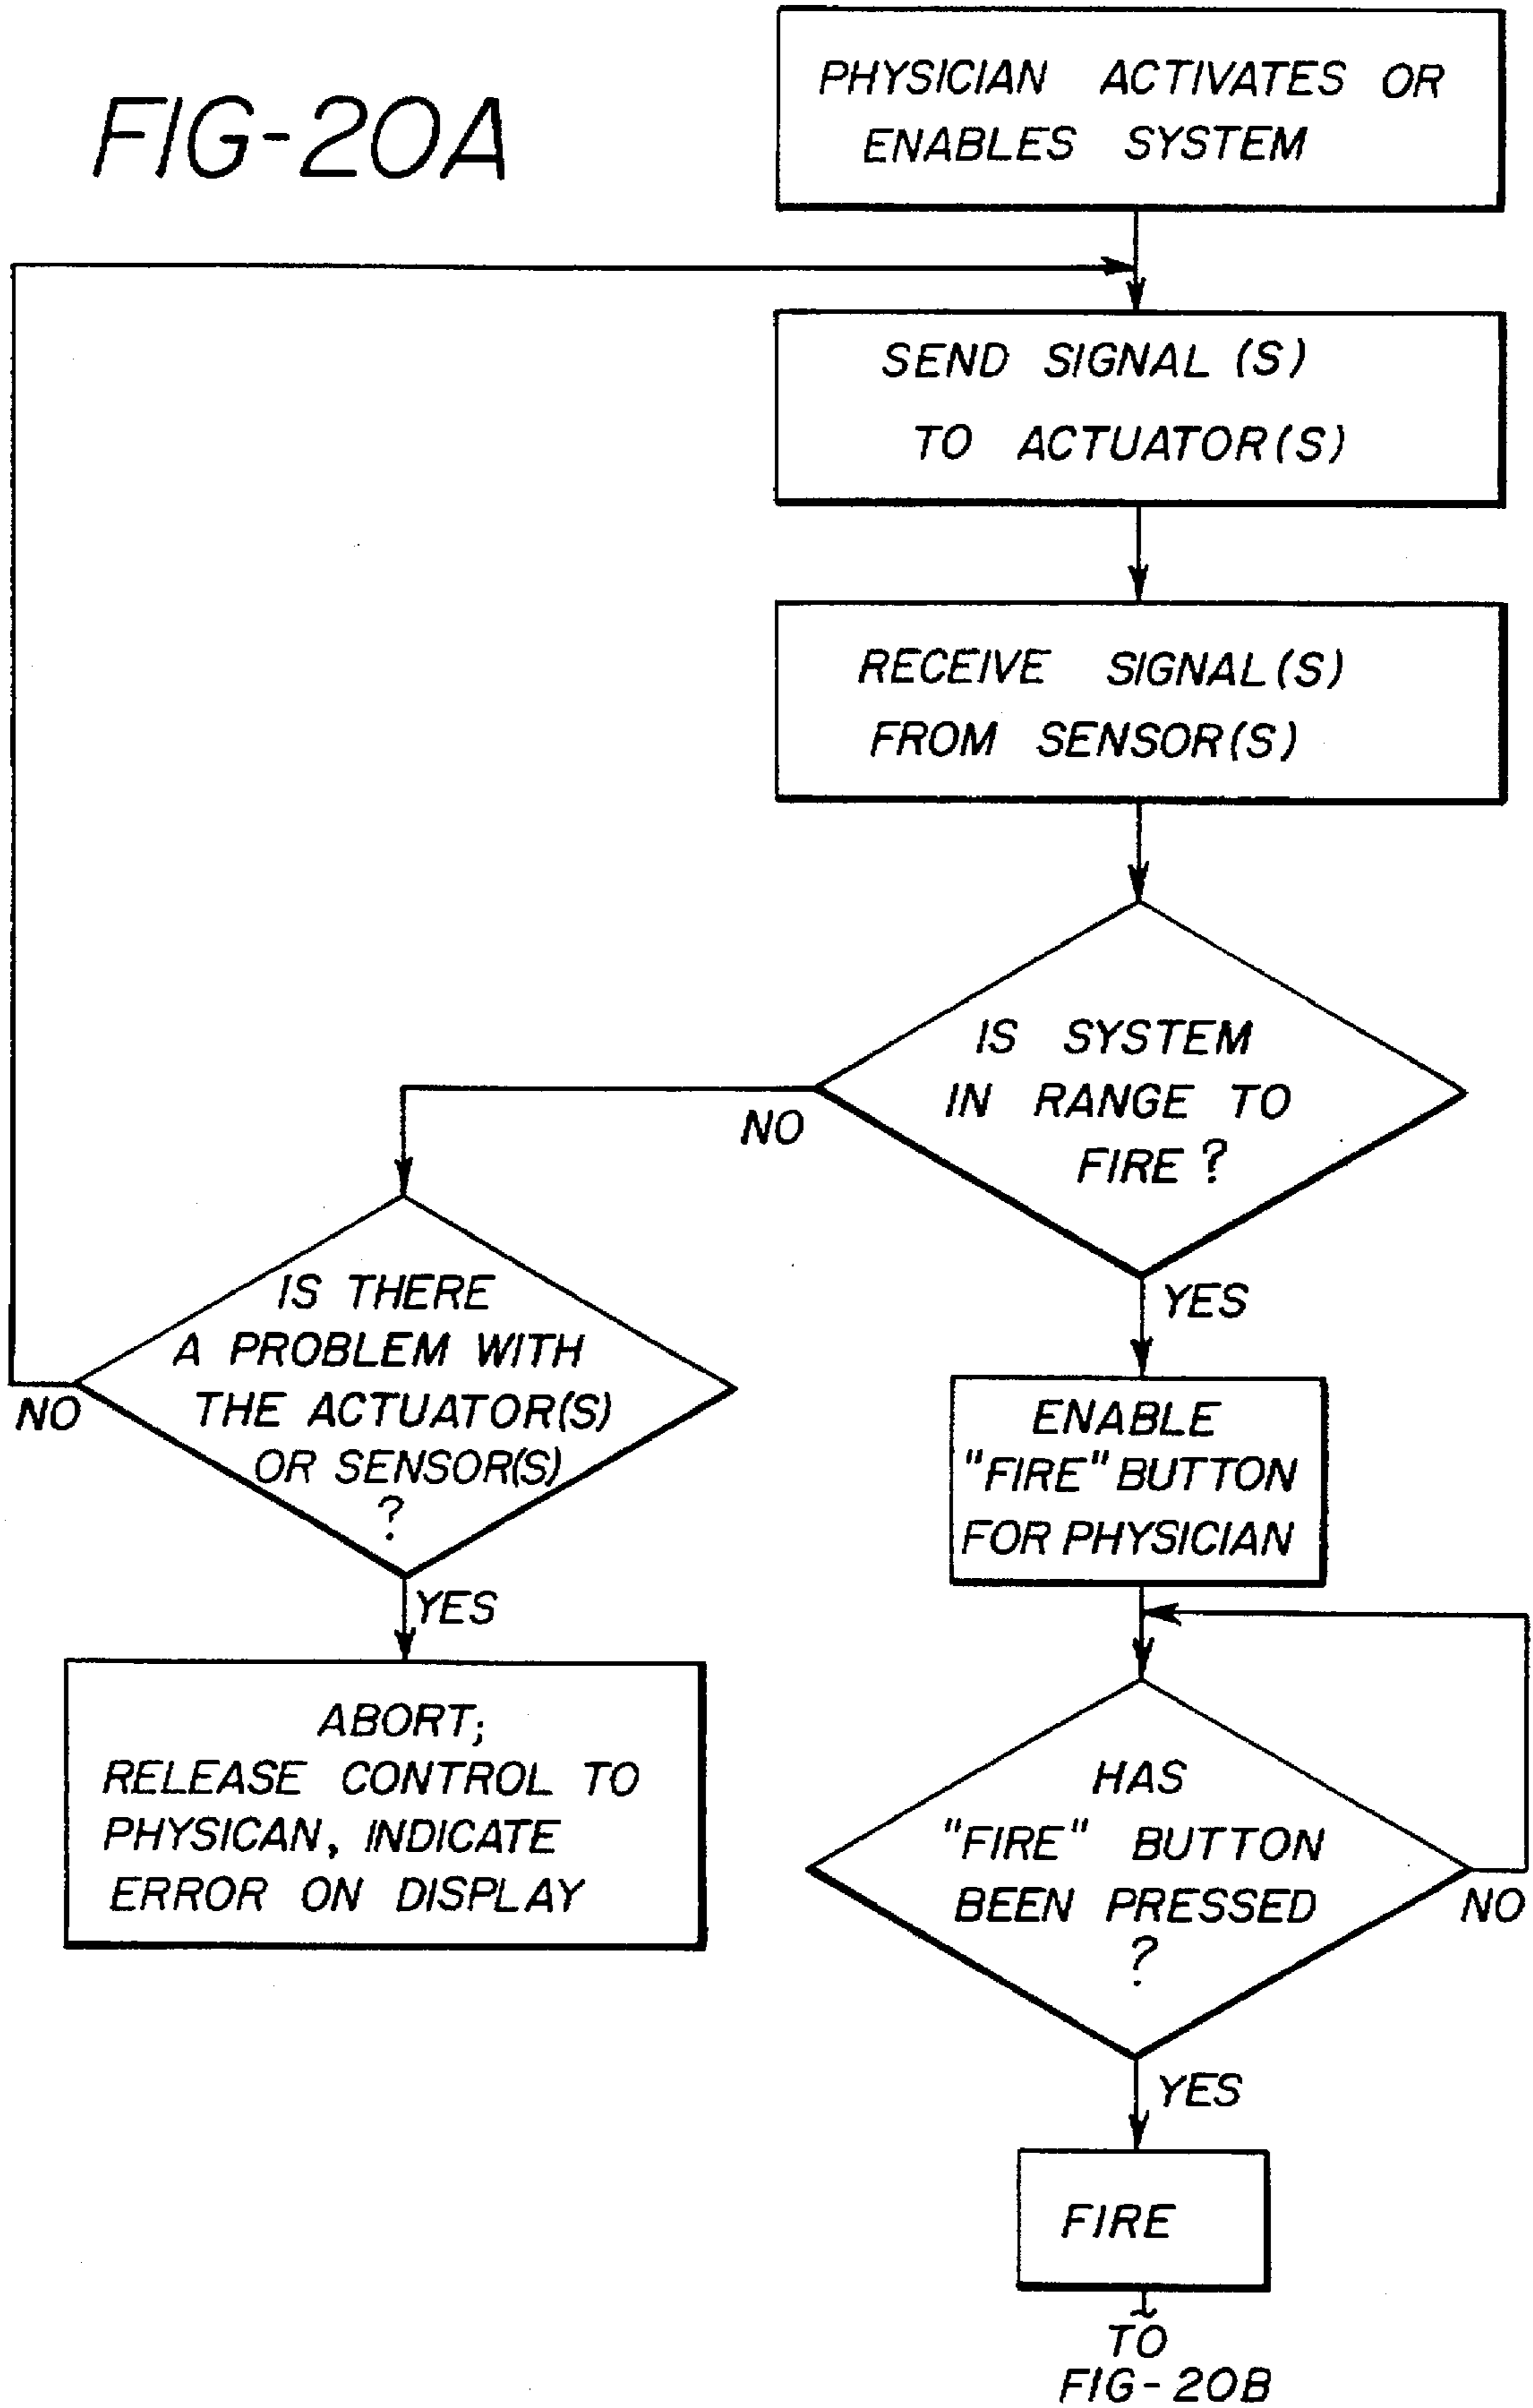 FIG-20A
PHYSICIAN ACTIVATES OR
ENABLES SYSTEM
SEND SIGNAL (S)
TO ACTUATOR(S)
RECEIVE SIGNAL(S)
FROM SENSOR(S)
IS SYSTEM
IN RANGE TO
FIRE ?
NO
YES
IS THERE
A PROBLEM WITH
THE ACTUATOR(S)
OR SENSOR(S)
?
NO
YES
ABORT;
RELEASE CONTROL TO
PHYSICAN, INDICATE
ERROR ON DISPLAY
ENABLE
"FIRE" BUTTON
FOR PHYSICIAN
HAS
"FIRE" BUTTON
BEEN PRESSED
?
NO
YES
FIRE
TO
FIG-20B